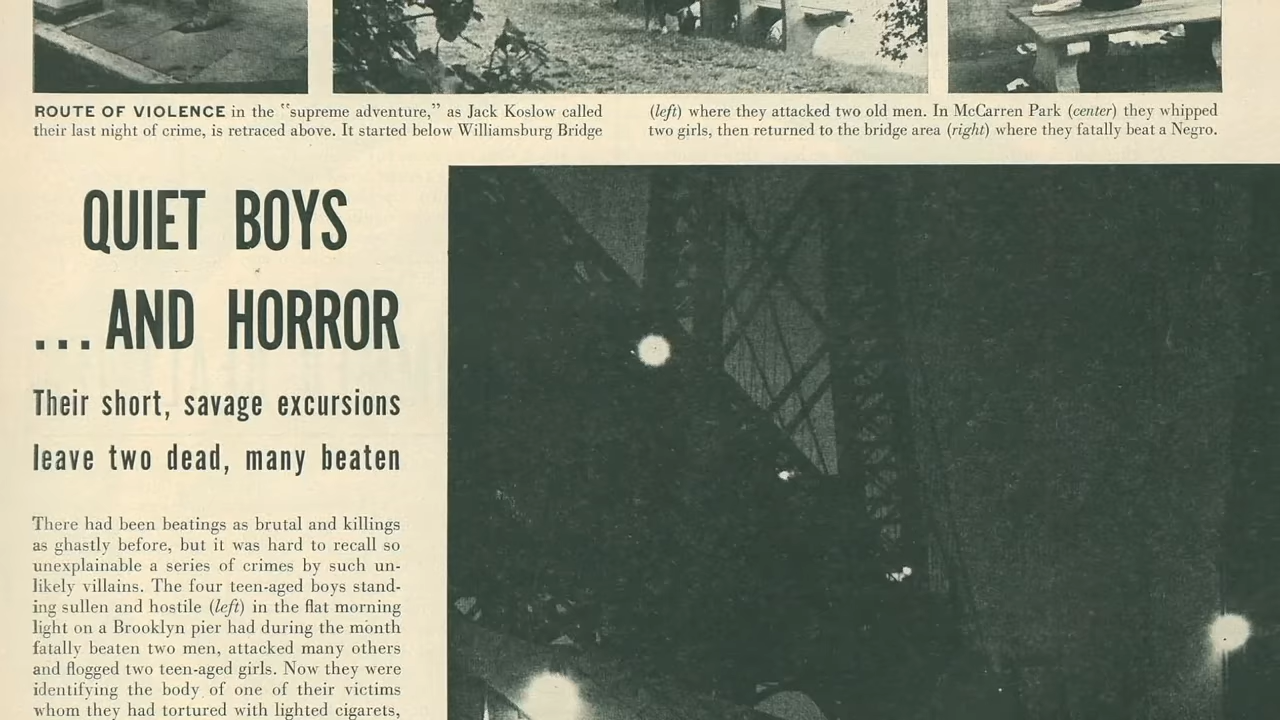 ROUTE OF VIOLENCE in the "supreme adventure," as Jack Koslow called
their last night of crime, is retraced above. It started below Williamsburg Bridge
(left) where they attacked two old men. In McCarren Park (center) they whipped
two girls, then returned to the bridge area (right) where they fatally beat a Negro.
QUIET BOYS
...AND HORROR
Their short, savage excursions
leave two dead, many beaten
There had been beatings as brutal and killings
as ghastly before, but it was hard to recall so
unexplainable a series of crimes by such un-
likely villains. The four teen-aged boys stand-
ing sullen and hostile (left) in the flat morning
light on a Brooklyn pier had during the month
fatally beaten two men, attacked many others
and flogged two teen-aged girls. Now they were
identifying the body of one of their victims
whom they had tortured with lighted cigarets,